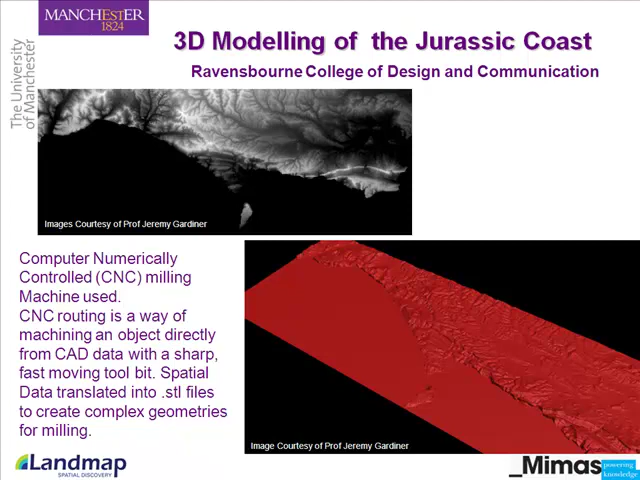 MANCHESTER
1824
The University
of Manchester
3D Modelling of the Jurassic Coast
Ravensbourne College of Design and Communication
Images Courtesy of Prof Jeremy Gardiner
Computer Numerically
Controlled (CNC) milling
Machine used.
CNC routing is a way of
machining an object directly
from CAD data with a sharp,
fast moving tool bit. Spatial
Data translated into .stl files
to create complex geometries
for milling.
Image Courtesy of Prof Jeremy Gardiner
Landmap
SPATIAL DISCOVERY
_Mimas
powering
knowledge